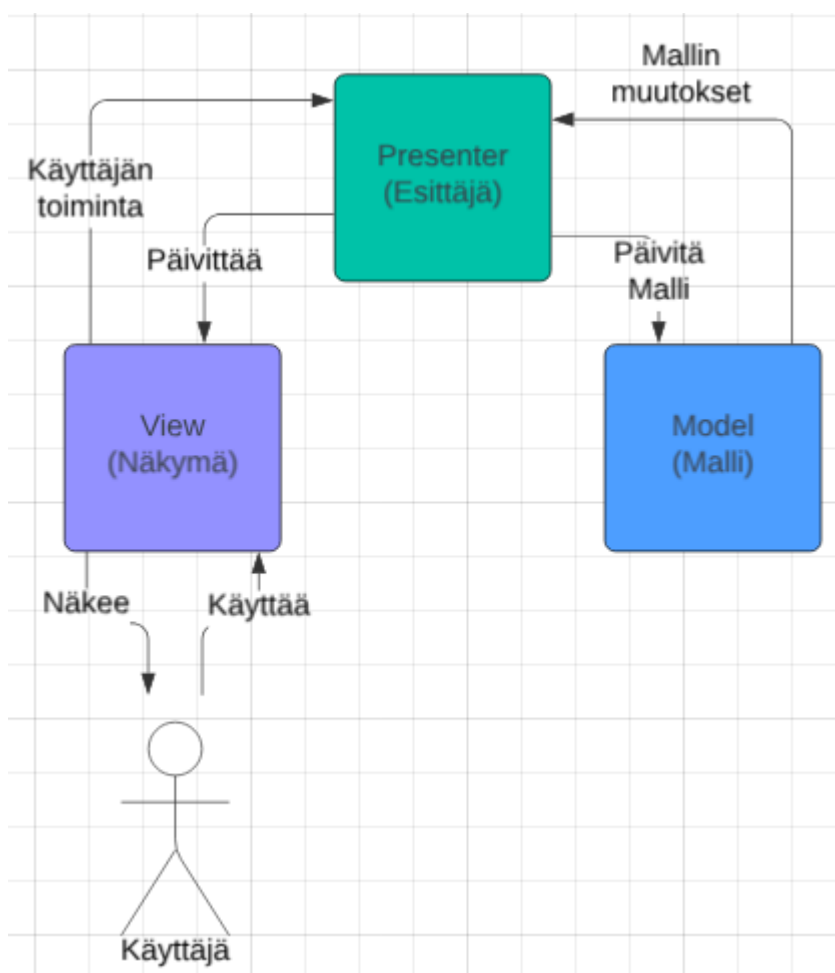 Mallin
muutokset
Presenter
(Esittäjä)
Käyttäjän
toiminta
Päivittää
Päivitä
Malli
View
(Näkymä)
Model
(Malli)
Näkee
Käyttää
Käyttäjä